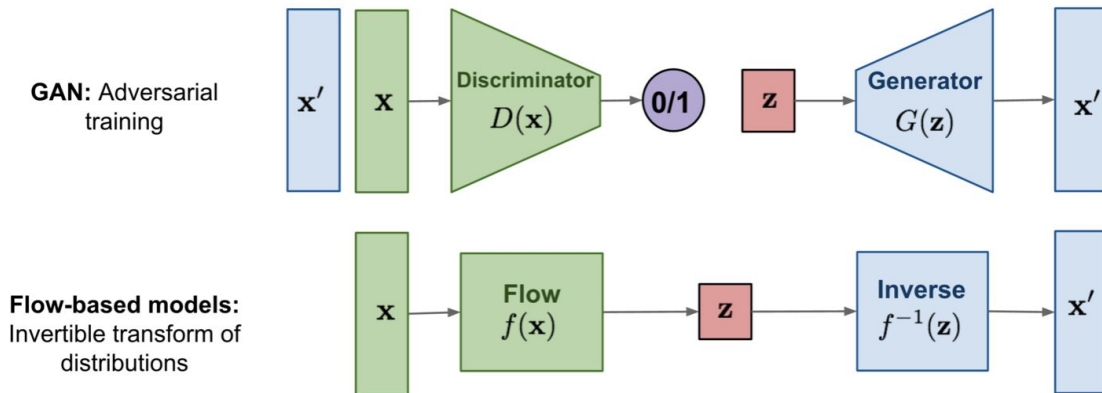 GAN: Adversarial
training
x′
x
Discriminator
D(x)
0/1
z
Generator
G(z)
x′
Flow-based models:
Invertible transform of
distributions
x
Flow
f(x)
z
Inverse
f⁻¹(z)
x′